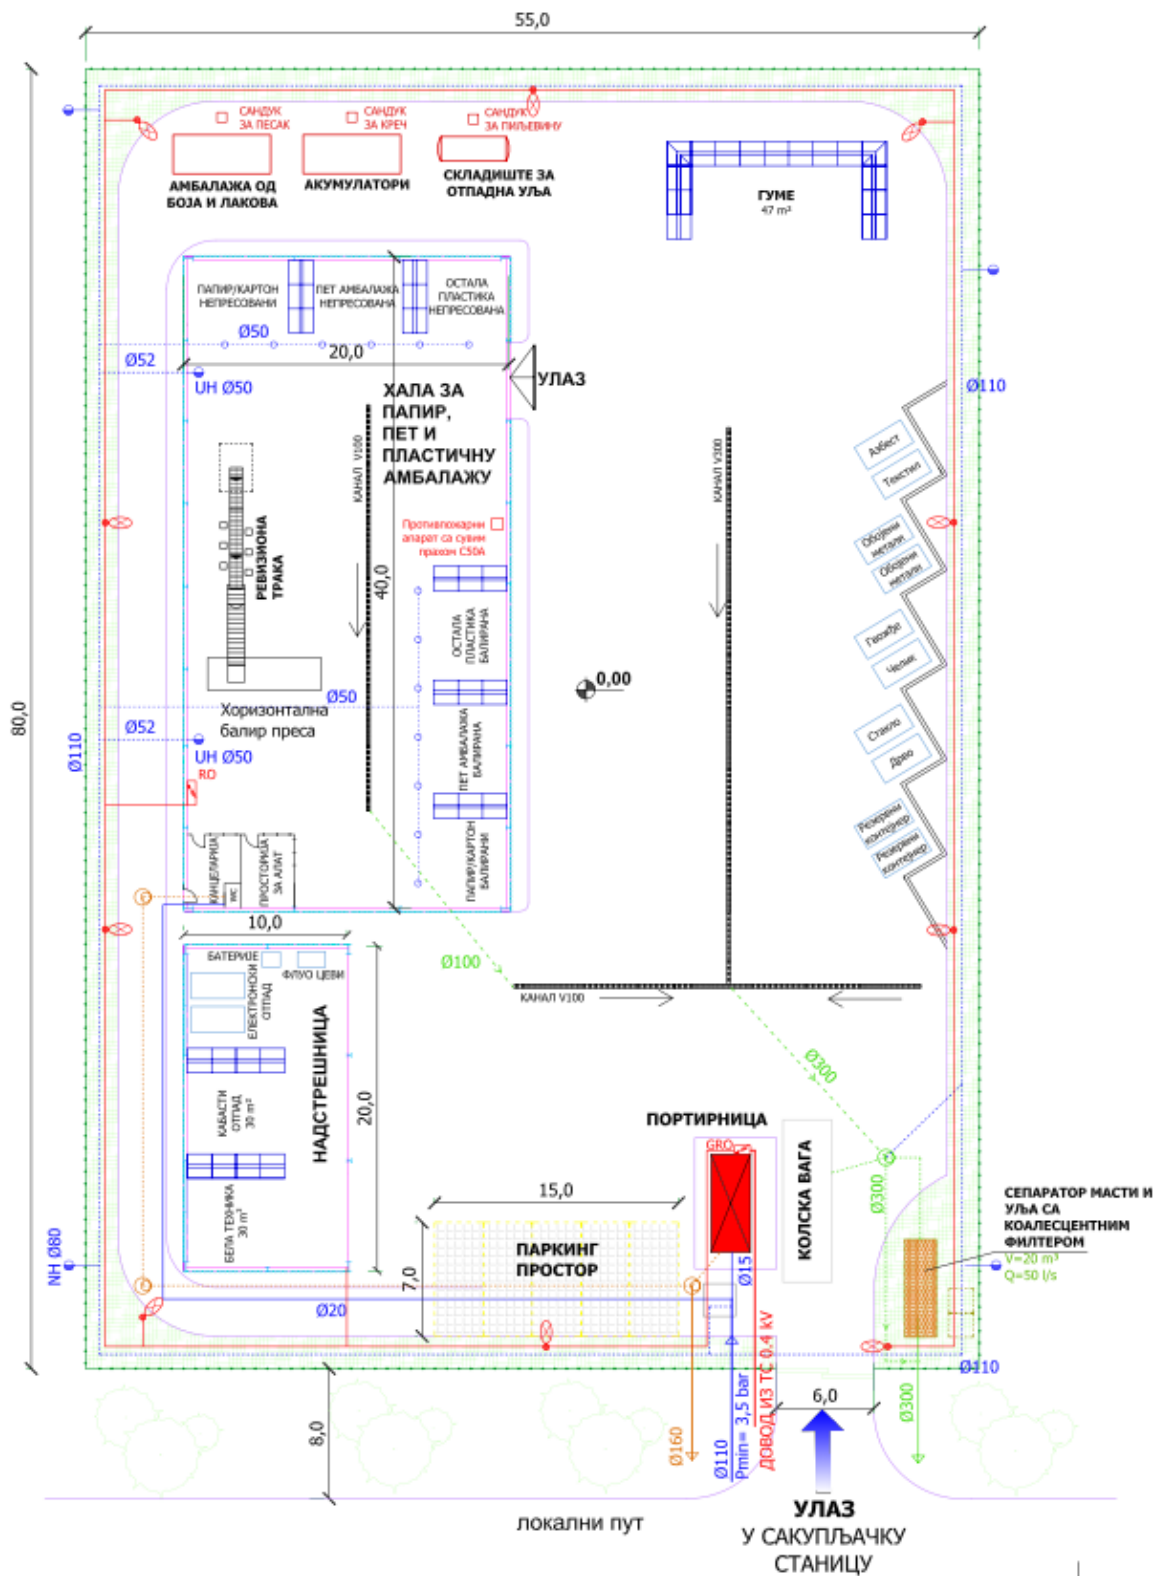 55,0
80,0
САНДУК
ЗА ПЕСАК
САНДУК
ЗА КРЕЧ
САНДУК
ЗА ПИЉЕВИНУ
АМБАЛАЖА ОД
БОЈА И ЛАКОВА
АКУМУЛАТОРИ
СКЛАДИШТЕ ЗА
ОТПАДНА УЉА
ГУМЕ
47 m²
ПАПИР/КАРТОН
НЕПРЕСОВАНИ
ПЕТ АМБАЛАЖА
НЕПРЕСОВАНА
ОСТАЛА
ПЛАСТИКА
НЕПРЕСОВАНА
Ø50
20,0
Ø52
UH Ø50
УЛАЗ
Ø110
ХАЛА ЗА
ПАПИР,
ПЕТ И
ПЛАСТИЧНУ
АМБАЛАЖУ
КАНАЛ V100
КАНАЛ V300
Азбест
Текстил
Обојени
метали
Обојени
метали
Гвожђе
Челик
Стакло
Дрво
Резервни
контејнер
Резервни
контејнер
Противпожарни
апарат са сувим
прахом С50А
РЕВИЗИОНА
ТРАКА
40,0
ОСТАЛА
ПЛАСТИКА
БАЛИРАНА
0,00
Ø50
Хоризонтална
балир преса
Ø52
UH Ø50
Ø110
RO
ПЕТ АМБАЛАЖА
БАЛИРАНА
ПАПИР/КАРТОН
БАЛИРАНИ
КАНЦЕЛАРИЈА
WC
ПРОСТОРИЈА
ЗА АЛАТ
10,0
Ø100
КАНАЛ V100
БАТЕРИЈЕ
ФЛУО ЦЕВИ
ЕЛЕКТРОНСКИ
ОТПАД
НАДСТРЕШНИЦА
20,0
КАБАСТИ
ОТПАД
30 m²
БЕЛА ТЕХНИКА
30 m²
Ø300
ПОРТИРНИЦА
GRO
КОЛСКА ВАГА
Ø300
СЕПАРАТОР МАСТИ И
УЉА СА
КОАЛЕСЦЕНТНИМ
ФИЛТЕРОМ
V=20 m³
Q=50 l/s
15,0
ПАРКИНГ
ПРОСТОР
7,0
Ø15
NH Ø80
Ø20
Ø110
8,0
Ø160
Ø110
Pmin= 3,5 bar
ДОВОД ИЗ ТС 0.4 kV
6,0
Ø300
локални пут
УЛАЗ
У САКУПЉАЧКУ
СТАНИЦУ